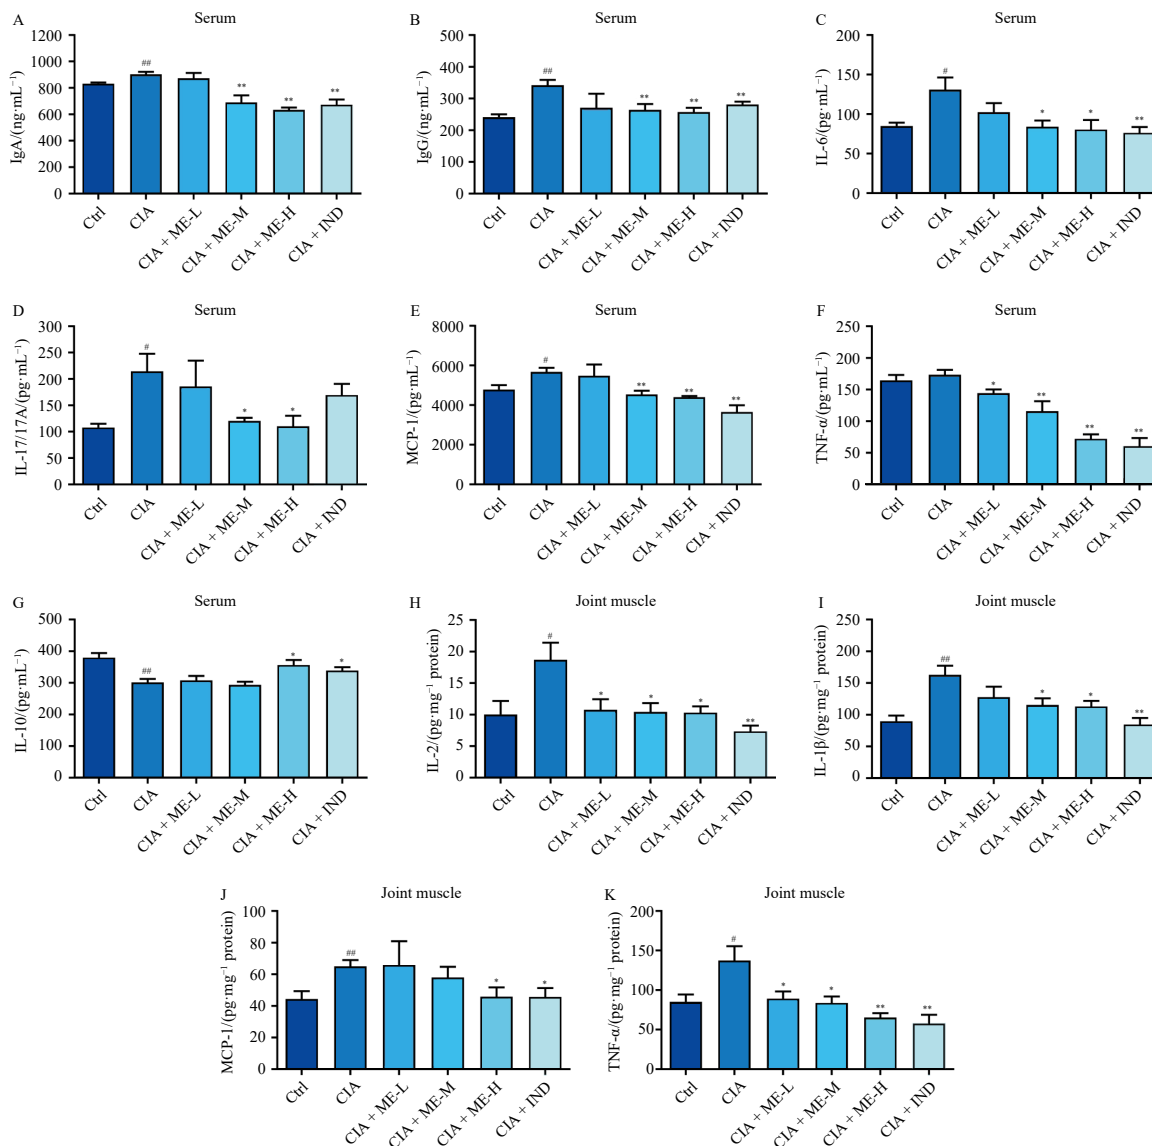 A
Serum
IgA/(ng·mL⁻¹)
1200
1000
800
600
400
200
0
##
**
**
**
Ctrl
CIA
CIA + ME-L
CIA + ME-M
CIA + ME-H
CIA + IND
B
Serum
IgG/(ng·mL⁻¹)
500
400
300
200
100
0
##
**
**
**
Ctrl
CIA
CIA + ME-L
CIA + ME-M
CIA + ME-H
CIA + IND
C
Serum
IL-6/(pg·mL⁻¹)
200
150
100
50
0
#
*
*
**
Ctrl
CIA
CIA + ME-L
CIA + ME-M
CIA + ME-H
CIA + IND
D
Serum
IL-17/17A/(pg·mL⁻¹)
300
250
200
150
100
50
0
#
*
*
Ctrl
CIA
CIA + ME-L
CIA + ME-M
CIA + ME-H
CIA + IND
E
Serum
MCP-1/(pg·mL⁻¹)
8000
6000
4000
2000
0
#
**
**
**
Ctrl
CIA
CIA + ME-L
CIA + ME-M
CIA + ME-H
CIA + IND
F
Serum
TNF-α/(pg·mL⁻¹)
250
200
150
100
50
0
*
**
**
**
Ctrl
CIA
CIA + ME-L
CIA + ME-M
CIA + ME-H
CIA + IND
G
Serum
IL-10/(pg·mL⁻¹)
500
400
300
200
100
0
##
*
*
Ctrl
CIA
CIA + ME-L
CIA + ME-M
CIA + ME-H
CIA + IND
H
Joint muscle
IL-2/(pg·mg⁻¹ protein)
25
20
15
10
5
0
#
*
*
*
**
Ctrl
CIA
CIA + ME-L
CIA + ME-M
CIA + ME-H
CIA + IND
I
Joint muscle
IL-1β/(pg·mg⁻¹ protein)
250
200
150
100
50
0
##
*
*
**
Ctrl
CIA
CIA + ME-L
CIA + ME-M
CIA + ME-H
CIA + IND
J
Joint muscle
MCP-1/(pg·mg⁻¹ protein)
100
80
60
40
20
0
##
*
*
Ctrl
CIA
CIA + ME-L
CIA + ME-M
CIA + ME-H
CIA + IND
K
Joint muscle
TNF-α/(pg·mg⁻¹ protein)
200
150
100
50
0
#
*
*
**
**
Ctrl
CIA
CIA + ME-L
CIA + ME-M
CIA + ME-H
CIA + IND